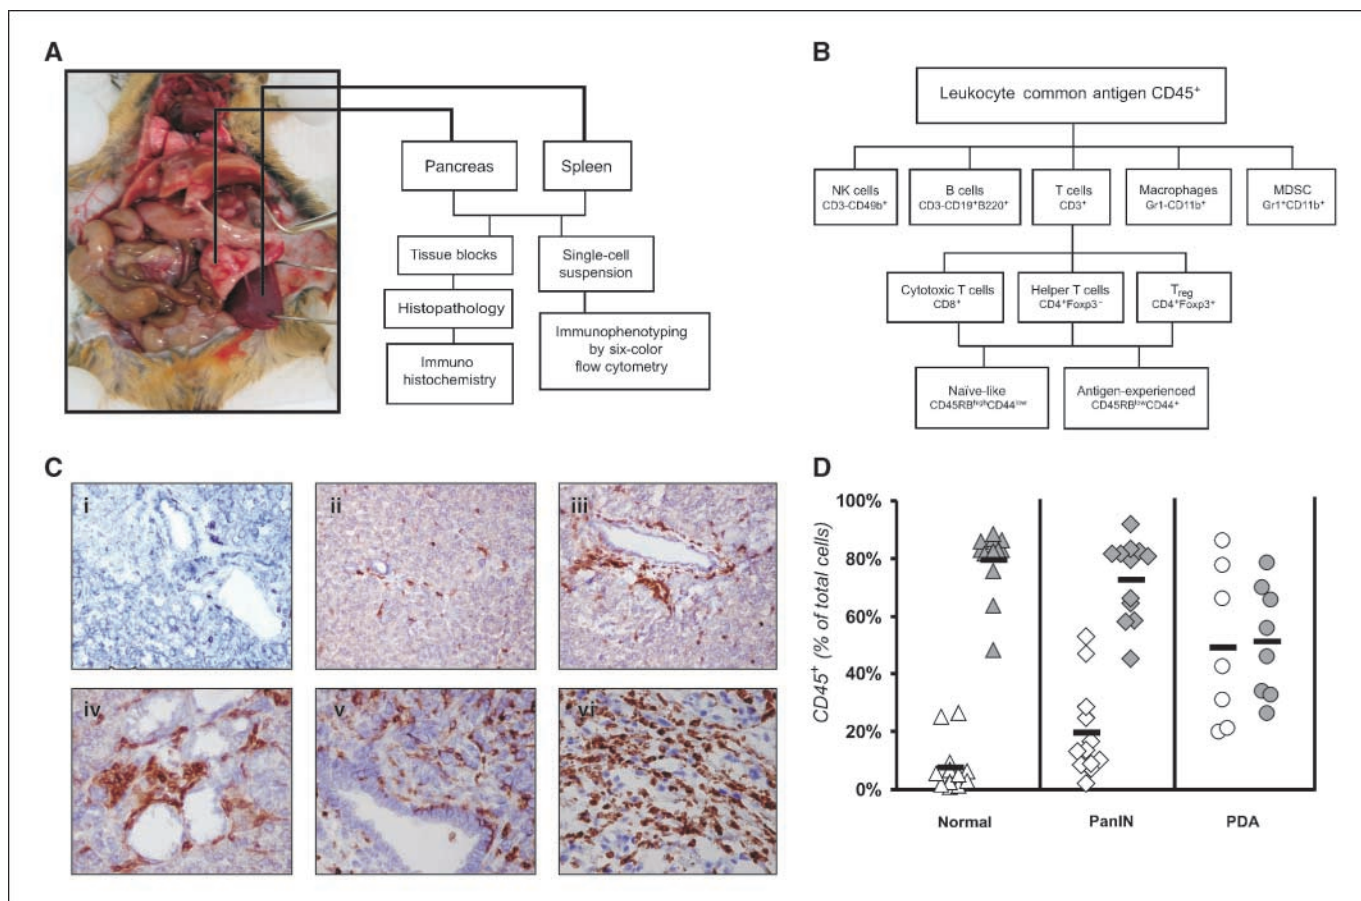 A
Pancreas
Spleen
Tissue blocks
Single-cell
suspension
Histopathology
Immunophenotyping
by six-color
flow cytometry
Immuno
histochemistry
B
Leukocyte common antigen CD45⁺
NK cells
CD3-CD49b⁺
B cells
CD3-CD19⁺B220⁺
T cells
CD3⁺
Macrophages
Gr1-CD11b⁺
MDSC
Gr1⁺CD11b⁺
Cytotoxic T cells
CD8⁺
Helper T cells
CD4⁺Foxp3⁻
Treg
CD4⁺Foxp3⁺
Naïve-like
CD45RBhighCD44low
Antigen-experienced
CD45RBlowCD44⁺
C
i
ii
iii
iv
v
vi
D
CD45⁺ (% of total cells)
100%
80%
60%
40%
20%
0%
Normal
PanIN
PDA